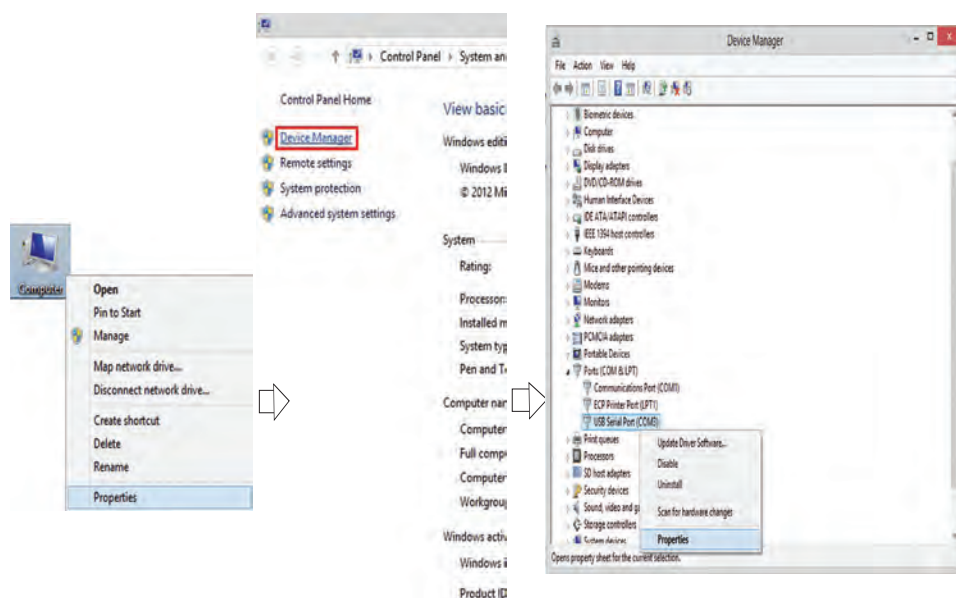 Computer
Open
Pin to Start
Manage
Map network drive...
Disconnect network drive...
Create shortcut
Delete
Rename
Properties
Control Panel System an
Control Panel Home
Device Manager
Remote settings
System protection
Advanced system settings
View basic
Windows editi
Windows
© 2012 Mi
System
Rating:
Processor:
Installed m
System typ
Pen and T
Computer nar
Computer
Full comp
Computer
Workgrou
Windows activ
Windows i
Product ID
Device Manager
File Action View Help
Biometric devices
Computer
Disk drives
Display adapters
DVD/CD-ROM drives
Human Interface Devices
IDE ATA/ATAPI controllers
IEEE 1394 host controllers
Keyboards
Mice and other pointing devices
Modems
Monitors
Network adapters
PCMCIA adapters
Portable Devices
Ports (COM & LPT)
Communications Port (COM1)
ECP Printer Port (LPT1)
USB Serial Port (COM3)
Print queues
Processors
SD host adapters
Security devices
Sound, video and g
Storage controllers
System devices
Update Driver Software...
Disable
Uninstall
Scan for hardware changes
Properties
Opens property sheet for the current selection.